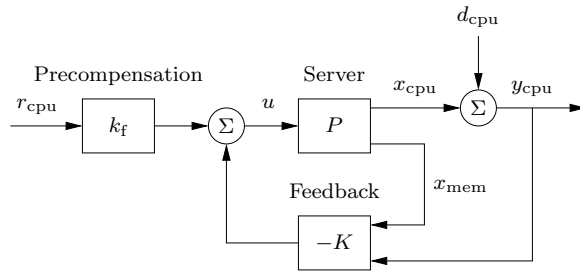 d_cpu
Precompensation Server
r_cpu u x_cpu y_cpu
k_f Σ P Σ
x_mem
Feedback
−K